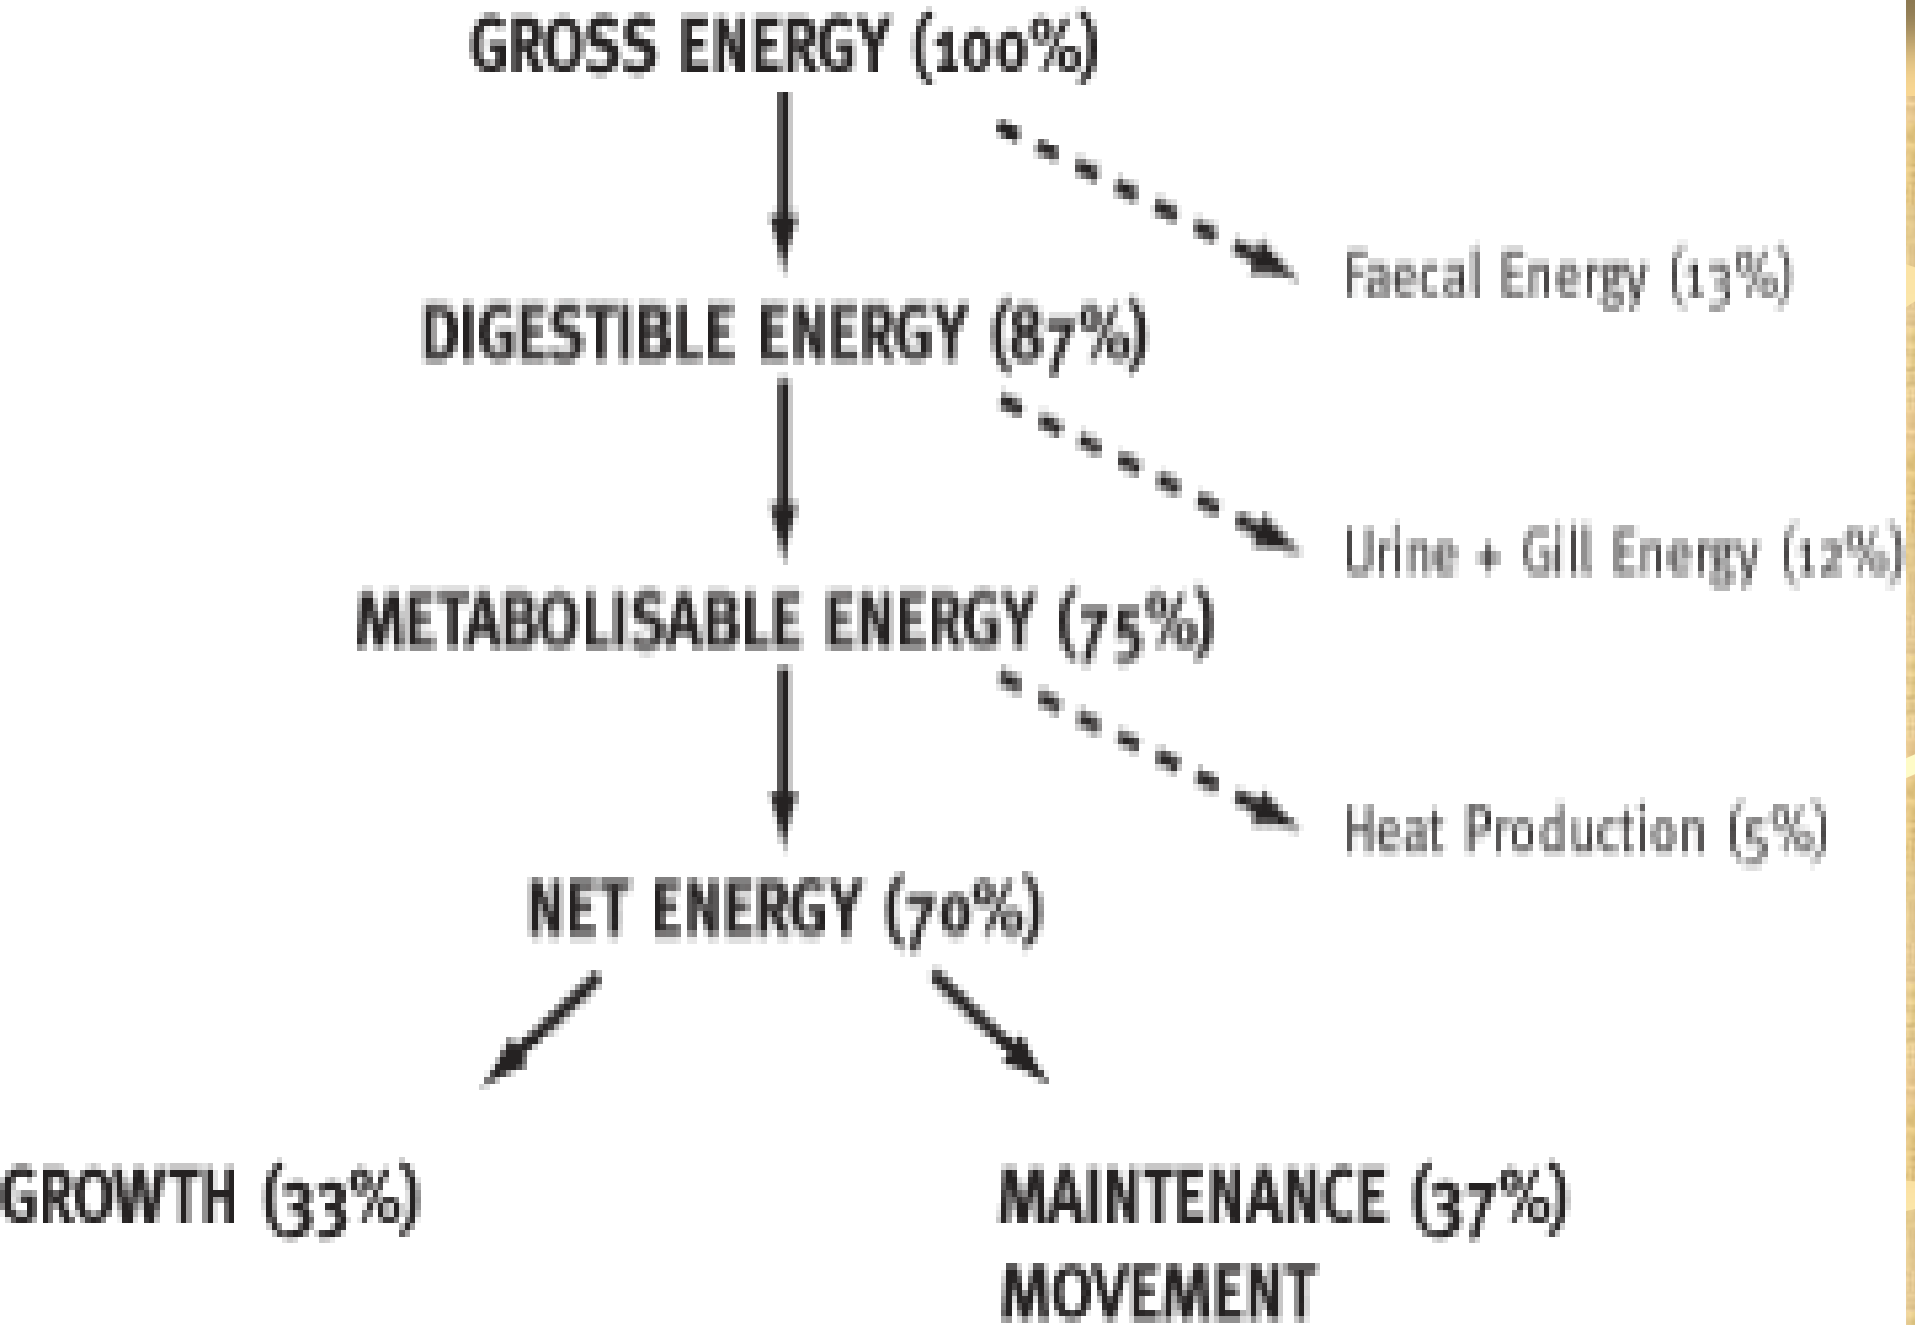 GROSS ENERGY (100%)
Faecal Energy (13%)
DIGESTIBLE ENERGY (87%)
Urine + Gill Energy (12%)
METABOLISABLE ENERGY (75%)
Heat Production (5%)
NET ENERGY (70%)
GROWTH (33%)
MAINTENANCE (37%)
MOVEMENT